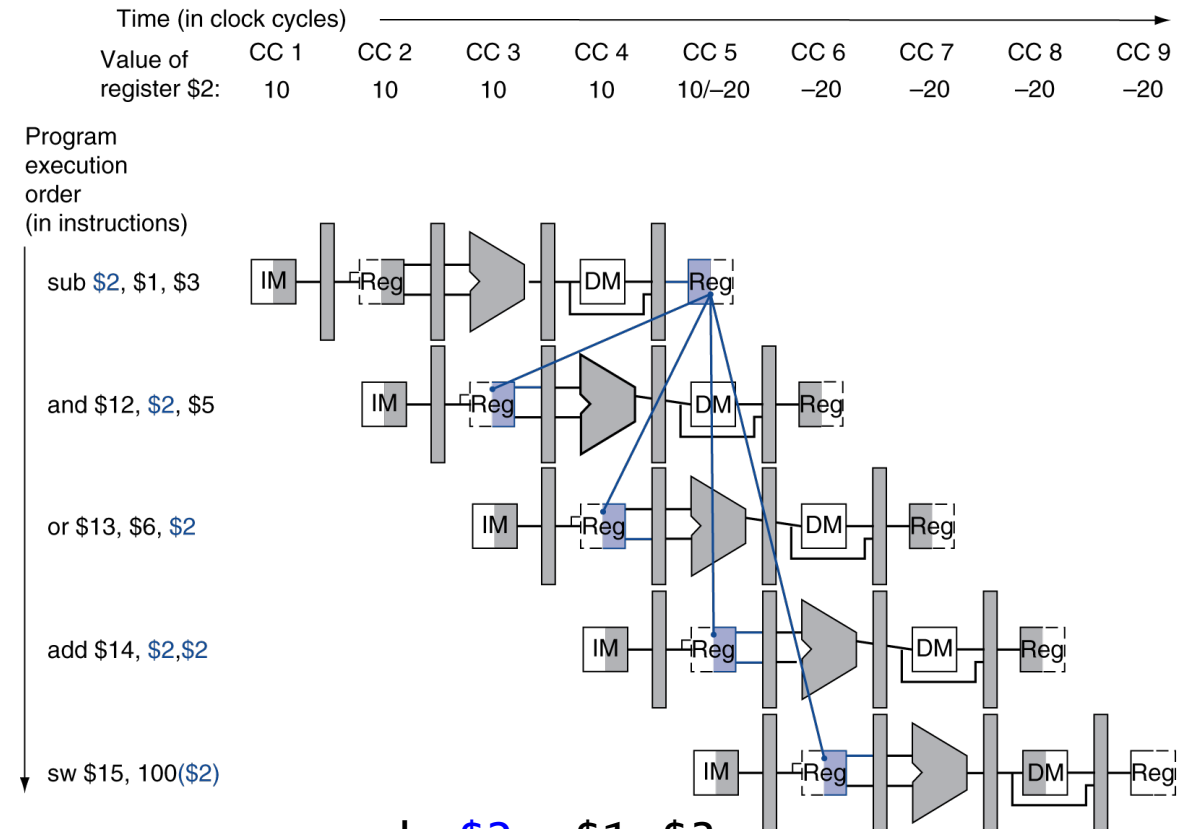 Time (in clock cycles)
CC 1 CC 2 CC 3 CC 4 CC 5 CC 6 CC 7 CC 8 CC 9
Value of
register $2: 10 10 10 10 10/–20 –20 –20 –20 –20
Program
execution
order
(in instructions)
sub $2, $1, $3
IM Reg DM Reg
and $12, $2, $5
IM Reg DM Reg
or $13, $6, $2
IM Reg DM Reg
add $14, $2,$2
IM Reg DM Reg
sw $15, 100($2)
IM Reg DM Reg
$2 $1 $3